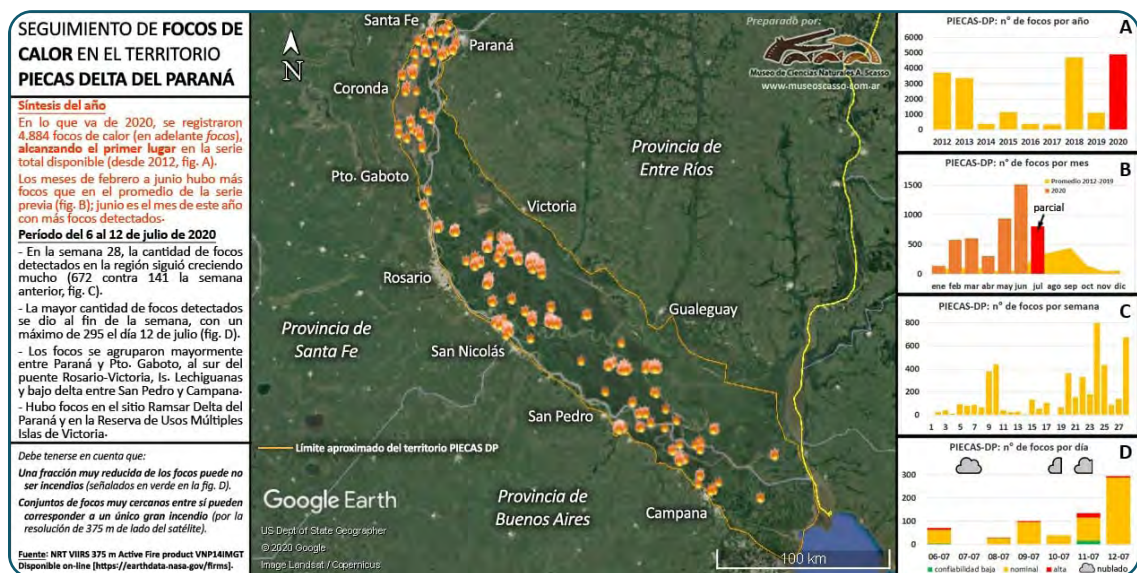 SEGUIMIENTO DE FOCOS DE
CALOR EN EL TERRITORIO
PIECAS DELTA DEL PARANÁ
Síntesis del año
En lo que va de 2020, se registraron
4.884 focos de calor (en adelante focos),
alcanzando el primer lugar en la serie
total disponible (desde 2012, fig. A).
Los meses de febrero a junio hubo más
focos que en el promedio de la serie
previa (fig. B); junio es el mes de este año
con más focos detectados.
Período del 6 al 12 de julio de 2020
- En la semana 28, la cantidad de focos
detectados en la región siguió creciendo
mucho (672 contra 141 la semana
anterior, fig. C).
- La mayor cantidad de focos detectados
se dio al fin de la semana, con un
máximo de 295 el día 12 de julio (fig. D).
- Los focos se agruparon mayormente
entre Paraná y Pto. Gaboto, al sur del
puente Rosario-Victoria, Is. Lechiguanas
y bajo delta entre San Pedro y Campana.
- Hubo focos en el sitio Ramsar Delta del
Paraná y en la Reserva de Usos Múltiples
Islas de Victoria.
Debe tenerse en cuenta que:
Una fracción muy reducida de los focos puede no
ser incendios (señalados en verde en la fig. D).
Conjuntos de focos muy cercanos entre sí pueden
corresponder a un único gran incendio (por la
resolución de 375 m de lado del satélite).
Fuente: NRT VIIRS 375 m Active Fire product VNP14IMGT
Disponible on-line [https://earthdata.nasa.gov/firms].
Santa Fe
Paraná
N
Coronda
Pto. Gaboto
Victoria
Rosario
Gualeguay
San Nicolás
San Pedro
Campana
Provincia de
Entre Ríos
Provincia de
Santa Fe
Provincia de
Buenos Aires
Preparado por:
Museo de Ciencias Naturales A. Scasso
www.museoscasso.com.ar
Límite aproximado del territorio PIECAS DP
Google Earth
US Dept of State Geographer
© 2020 Google
Image Landsat / Copernicus
100 km
PIECAS-DP: n° de focos por año
A
6000
5000
4000
3000
2000
1000
0
2012 2013 2014 2015 2016 2017 2018 2019 2020
PIECAS-DP: n° de focos por mes
B
Promedio 2012-2019
2020
parcial
1500
1000
500
0
ene feb mar abr may jun jul ago sep oct nov dic
PIECAS-DP: n° de focos por semana
C
800
600
400
200
0
1 3 5 7 9 11 13 15 17 19 21 23 25 27
PIECAS-DP: n° de focos por día
D
300
200
100
0
06-07 07-07 08-07 09-07 10-07 11-07 12-07
confiabilidad baja nominal alta nublado